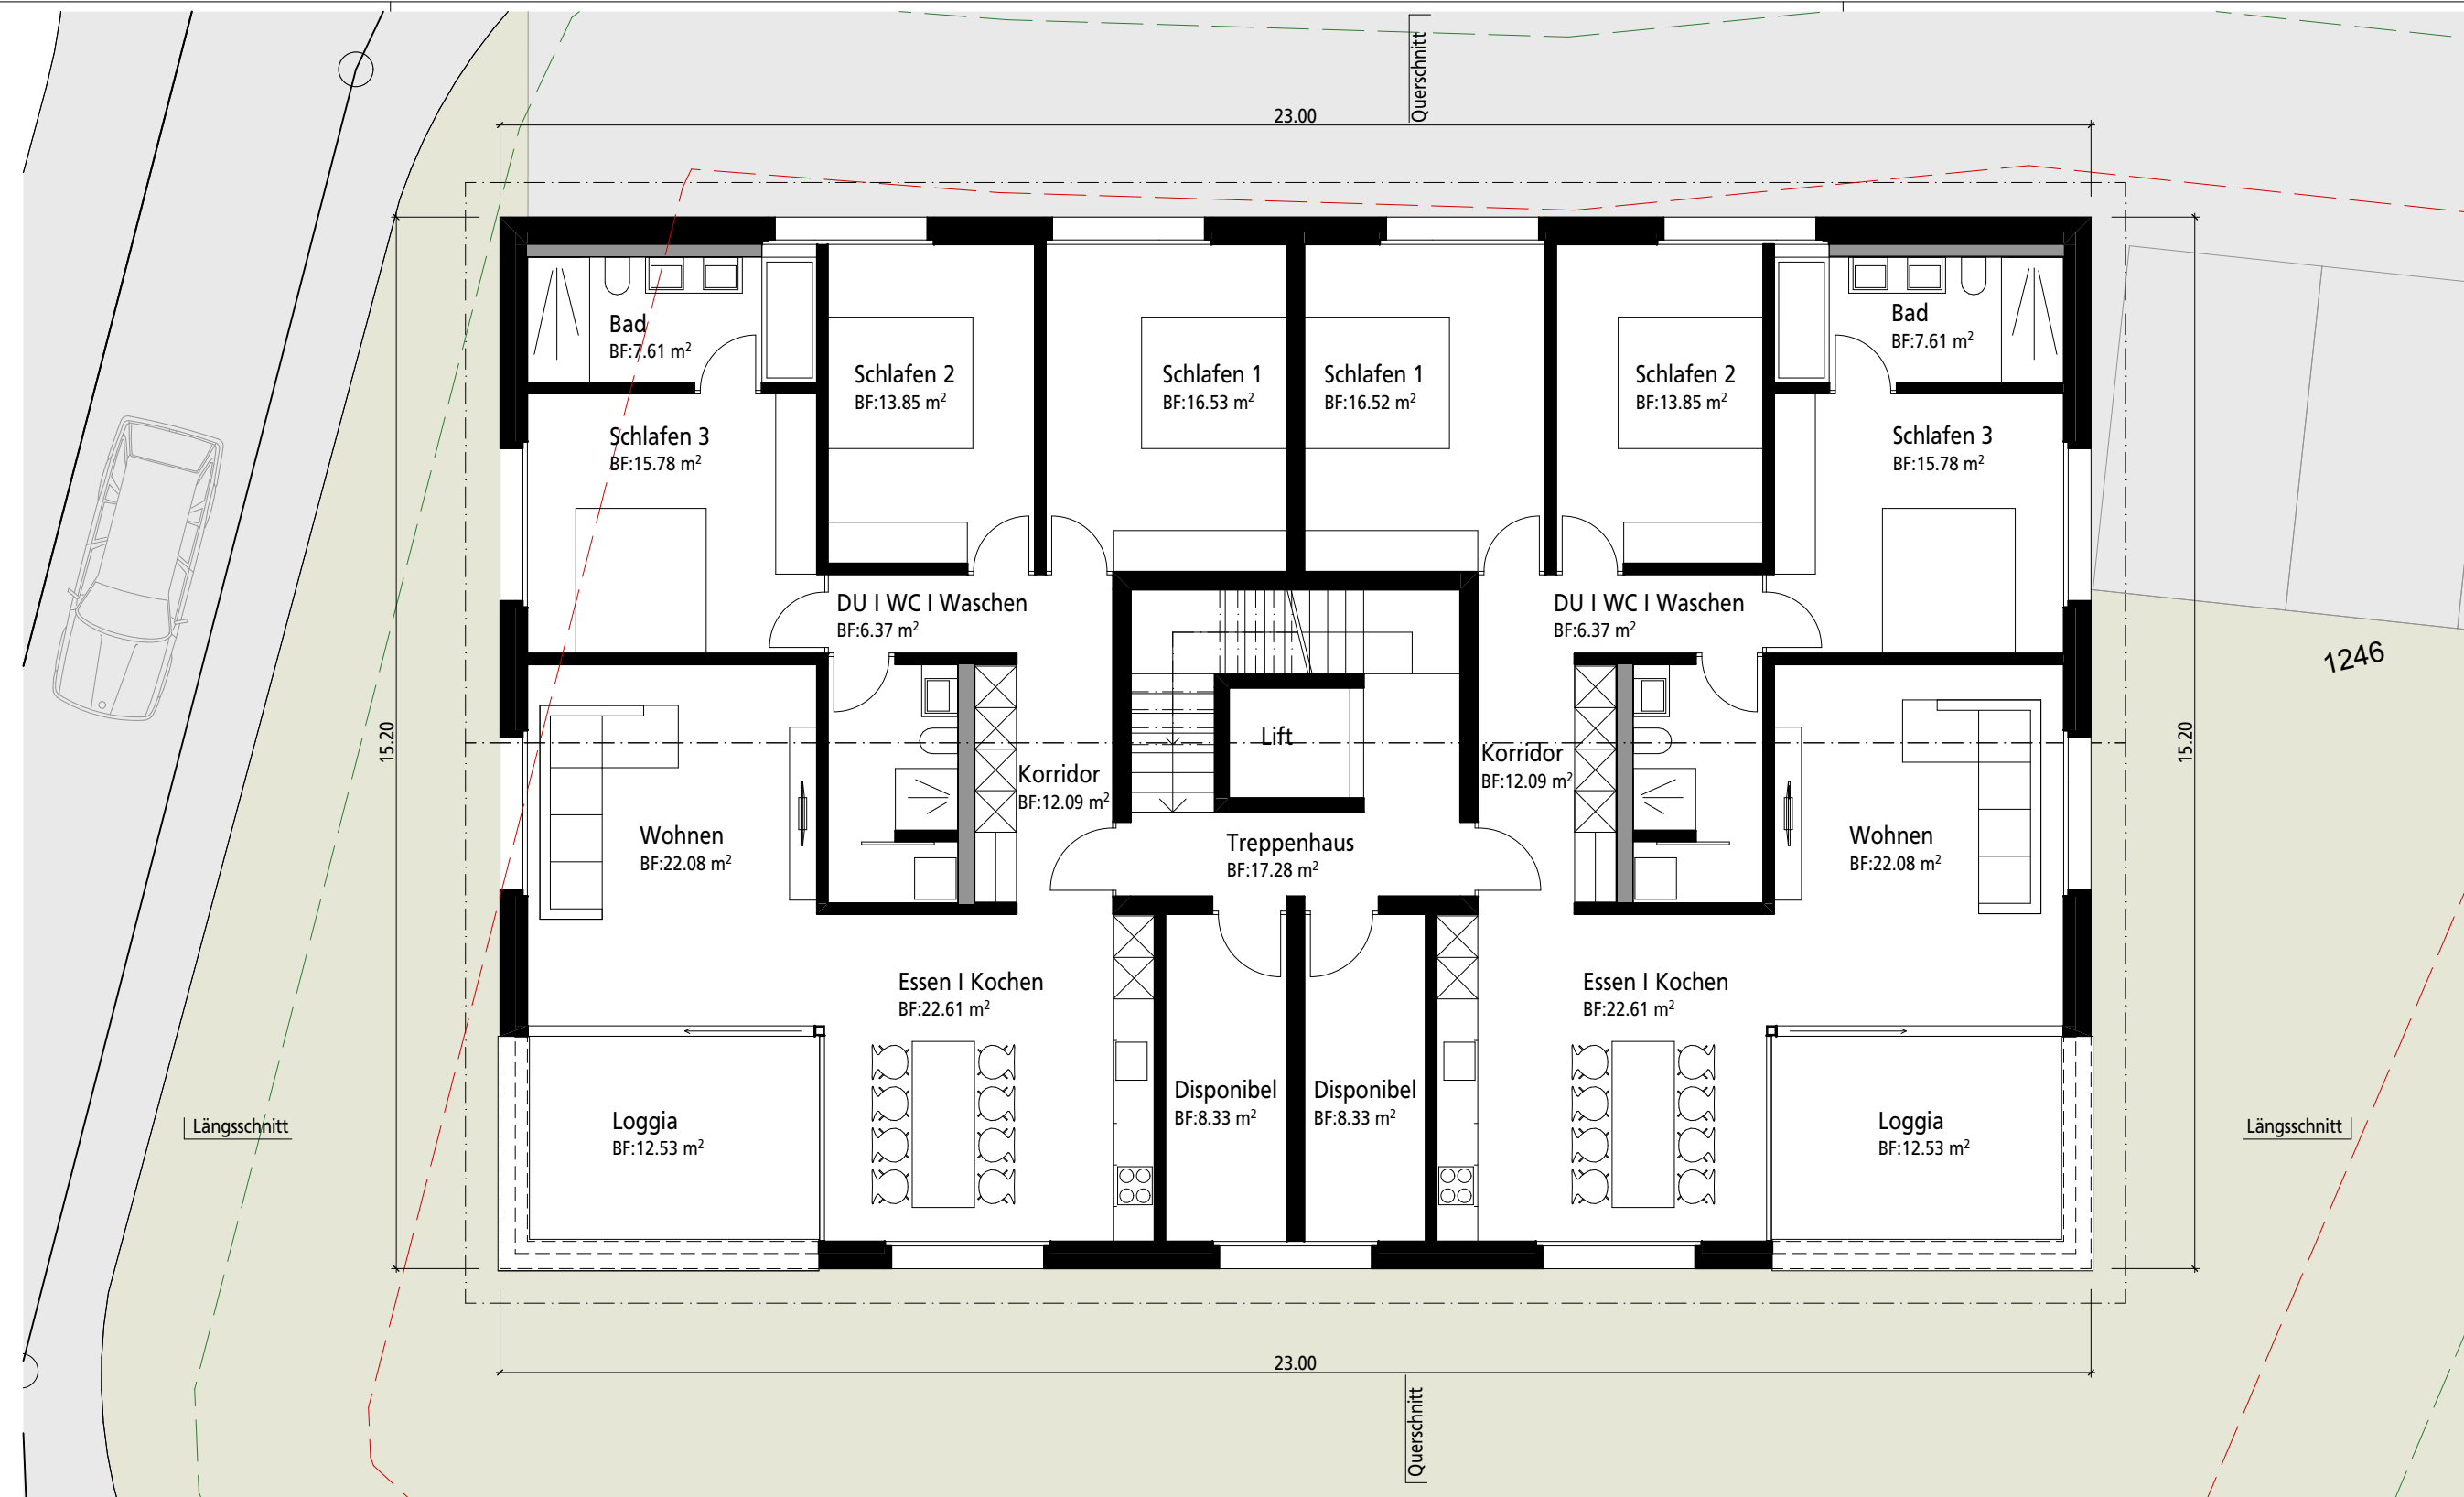 Querschnitt
23.00
Bad
BF:7.61 m²
Schlafen 2
BF:13.85 m²
Schlafen 1
BF:16.53 m²
Schlafen 1
BF:16.52 m²
Schlafen 2
BF:13.85 m²
Bad
BF:7.61 m²
Schlafen 3
BF:15.78 m²
Schlafen 3
BF:15.78 m²
DU I WC I Waschen
BF:6.37 m²
DU I WC I Waschen
BF:6.37 m²
1246
15.20
Lift
15.20
Korridor
BF:12.09 m²
Korridor
BF:12.09 m²
Wohnen
BF:22.08 m²
Treppenhaus
BF:17.28 m²
Wohnen
BF:22.08 m²
Essen I Kochen
BF:22.61 m²
Essen I Kochen
BF:22.61 m²
Disponibel
BF:8.33 m²
Disponibel
BF:8.33 m²
Längsschnitt
Loggia
BF:12.53 m²
Loggia
BF:12.53 m²
Längsschnitt
23.00
Querschnitt